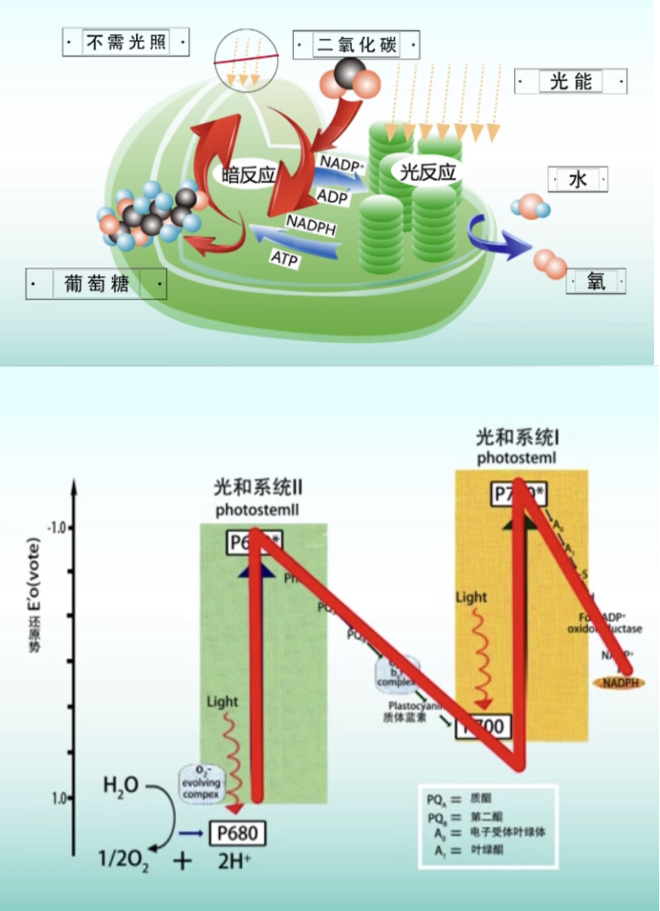 不需光照
二氧化碳
光能
暗反应
NADP⁺
光反应
ADP
水
NADPH
ATP
葡萄糖
氧
光和系统I
photostemI
光和系统II
photostemII
-1.0
还原势 E'o(vote)
Light
Light
complex
Plastocyanin
质体蓝素
NADPH
1.0
H₂O
O₂-
evolving
compex
P680
1/2O₂ + 2H⁺
PQA = 质醌
PQB = 第二醌
A₀ = 电子受体叶绿体
A₁ = 叶绿醌